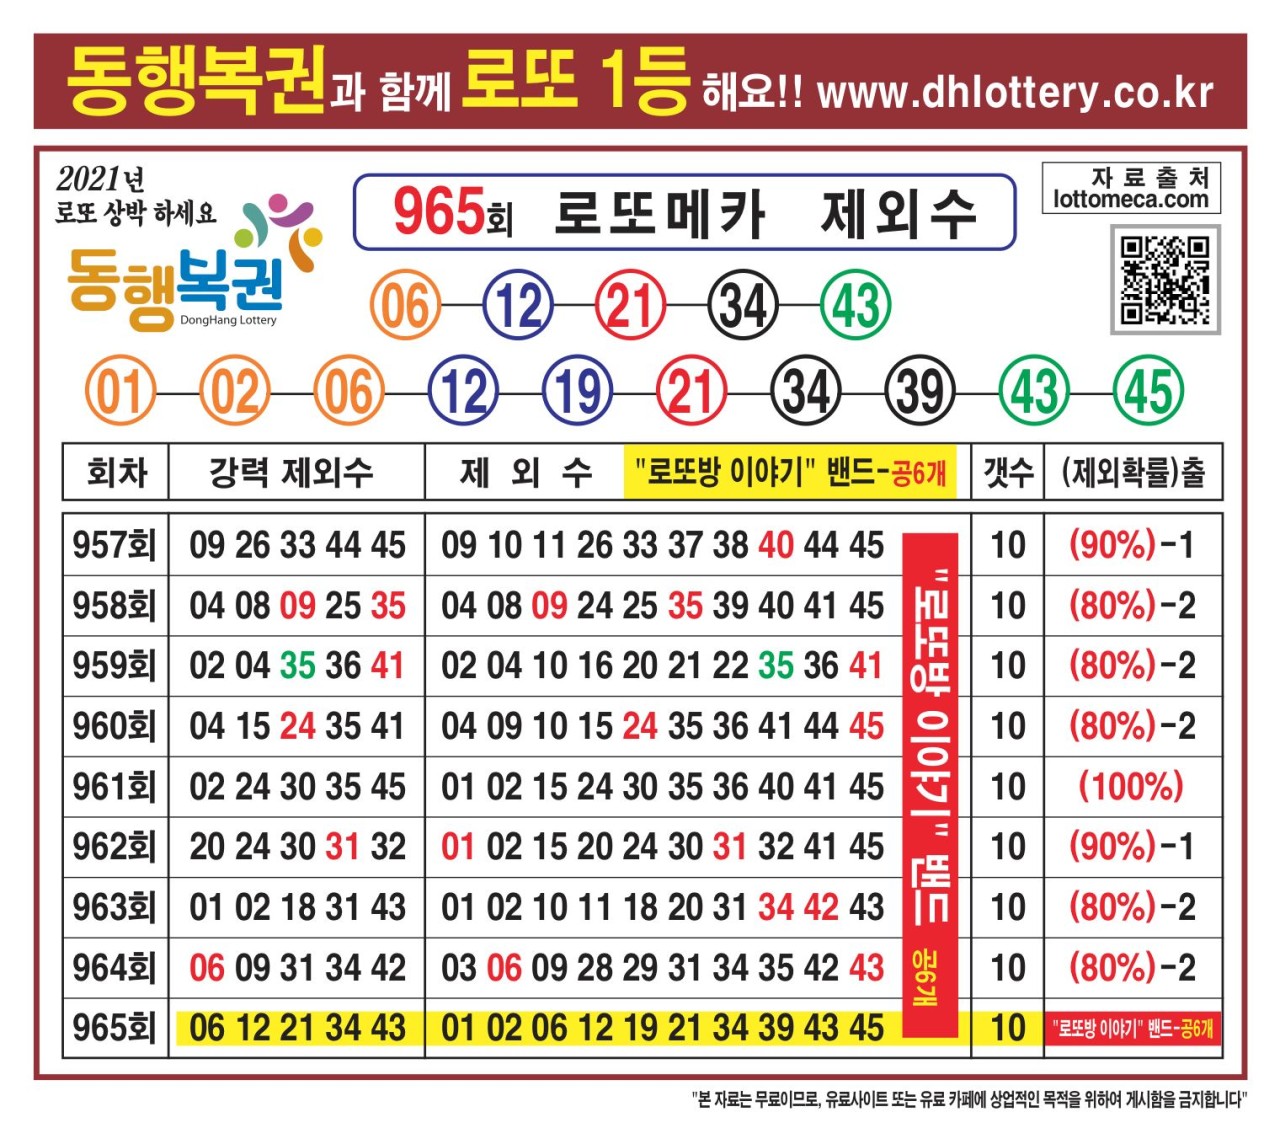 동행복권과 함께 로또 1등 해요!! www.dhlottery.co.kr
2021년
로또 상박 하세요
동행복권
DongHang Lottery
965회 로또메카 제외수
자료출처
lottomeca.com
06 12 21 34 43
01 02 06 12 19 21 34 39 43 45
회차 강력 제외수 제 외 수 "로또방 이야기" 밴드-공6개 갯수 (제외확률)출
957회 09 26 33 44 45 09 10 11 26 33 37 38 40 44 45 10 (90%)-1
958회 04 08 09 25 35 04 08 09 24 25 35 39 40 41 45 10 (80%)-2
959회 02 04 35 36 41 02 04 10 16 20 21 22 35 36 41 10 (80%)-2
960회 04 15 24 35 41 04 09 10 15 24 35 36 41 44 45 10 (80%)-2
961회 02 24 30 35 45 01 02 15 24 30 35 36 40 41 45 10 (100%)
962회 20 24 30 31 32 01 02 15 20 24 30 31 32 41 45 10 (90%)-1
963회 01 02 18 31 43 01 02 10 11 18 20 31 34 42 43 10 (80%)-2
964회 06 09 31 34 42 03 06 09 28 29 31 34 35 42 43 10 (80%)-2
965회 06 12 21 34 43 01 02 06 12 19 21 34 39 43 45 10 "로또방 이야기" 밴드-공6개
"로또방 이야기" 밴드 공6개
"본 자료는 무료이므로, 유료사이트 또는 유료 카페에 상업적인 목적을 위하여 게시함을 금지합니다"